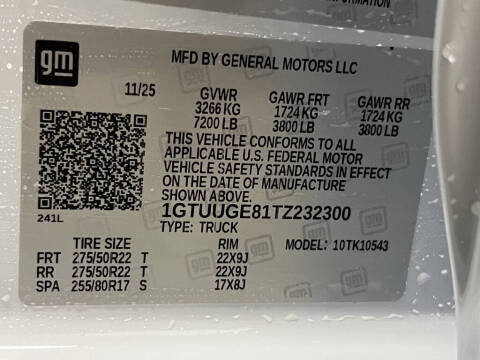 INFORMATION
gm
MFD BY GENERAL MOTORS LLC
11/25 GVWR GAWR FRT GAWR RR
3266 KG 1724 KG 1724 KG
7200 LB 3800 LB 3800 LB
THIS VEHICLE CONFORMS TO ALL
APPLICABLE U.S. FEDERAL MOTOR
VEHICLE SAFETY STANDARDS IN EFFECT
ON THE DATE OF MANUFACTURE
SHOWN ABOVE.
241L 1GTUUGE81TZ232300
TYPE: TRUCK
TIRE SIZE RIM MODEL: 10TK10543
FRT 275/50R22 T 22X9J
RR 275/50R22 T 22X9J
SPA 255/80R17 S 17X8J